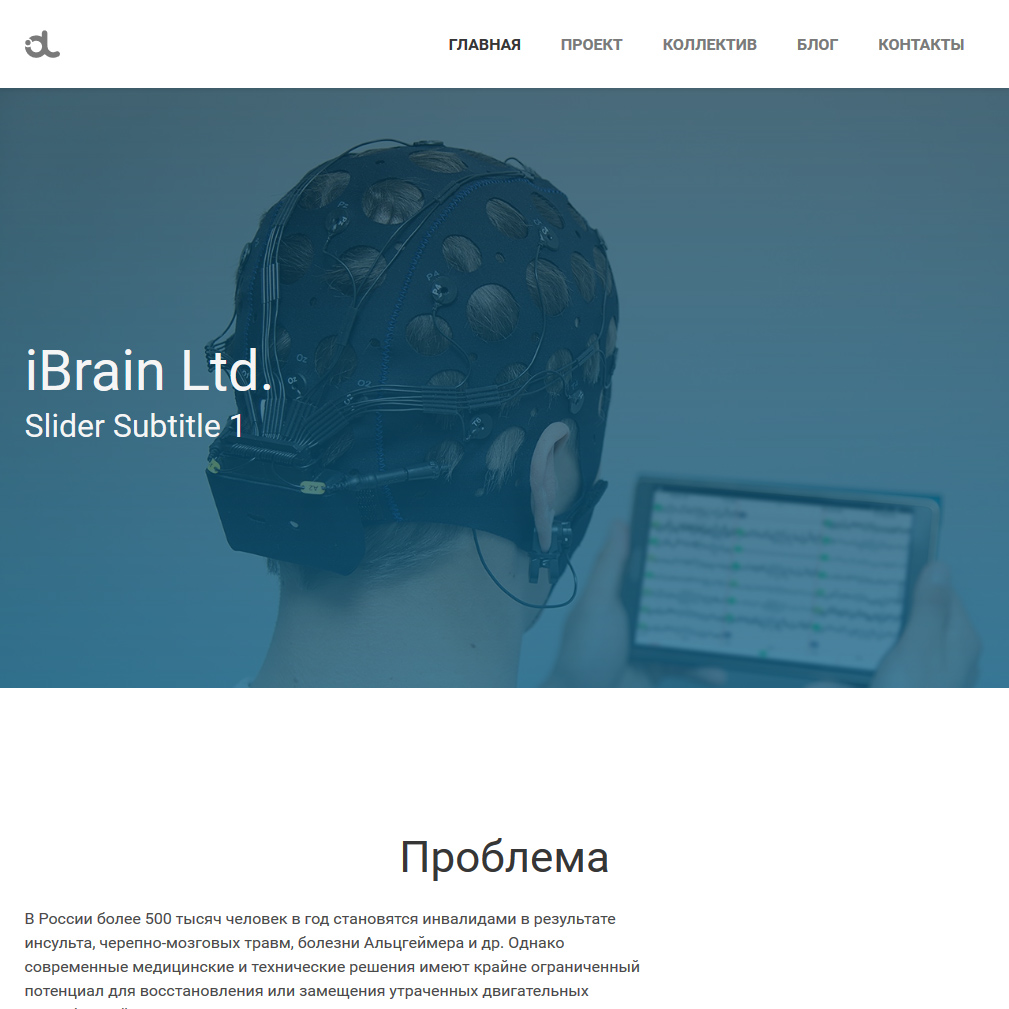 ГЛАВНАЯ ПРОЕКТ КОЛЛЕКТИВ БЛОГ КОНТАКТЫ
iBrain Ltd.
Slider Subtitle 1
Проблема
В России более 500 тысяч человек в год становятся инвалидами в результате
инсульта, черепно-мозговых травм, болезни Альцгеймера и др. Однако
современные медицинские и технические решения имеют крайне ограниченный
потенциал для восстановления или замещения утраченных двигательных